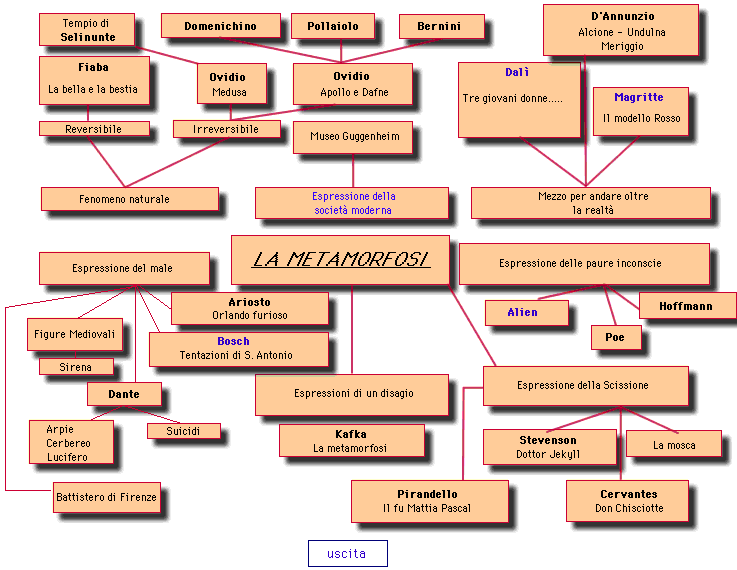 Tempio di
Selinunte
Domenichino
Pollaiolo
Bernini
D'Annunzio
Alcione - Undulna
Meriggio
Fiaba
La bella e la bestia
Ovidio
Medusa
Ovidio
Apollo e Dafne
Dalì
Tre giovani donne.....
Magritte
Il modello Rosso
Reversibile
Irreversibile
Museo Guggenheim
Fenomeno naturale
Espressione della
società moderna
Mezzo per andare oltre
la realtà
LA METAMORFOSI
Espressione del male
Espressione delle paure inconscie
Ariosto
Orlando furioso
Alien
Hoffmann
Poe
Figure Mediovali
Bosch
Tentazioni di S. Antonio
Sirena
Dante
Espressioni di un disagio
Espressione della Scissione
Arpie
Cerbereo
Lucifero
Suicidi
Kafka
La metamorfosi
Stevenson
Dottor Jekyll
La mosca
Battistero di Firenze
Pirandello
Il fu Mattia Pascal
Cervantes
Don Chisciotte
uscita